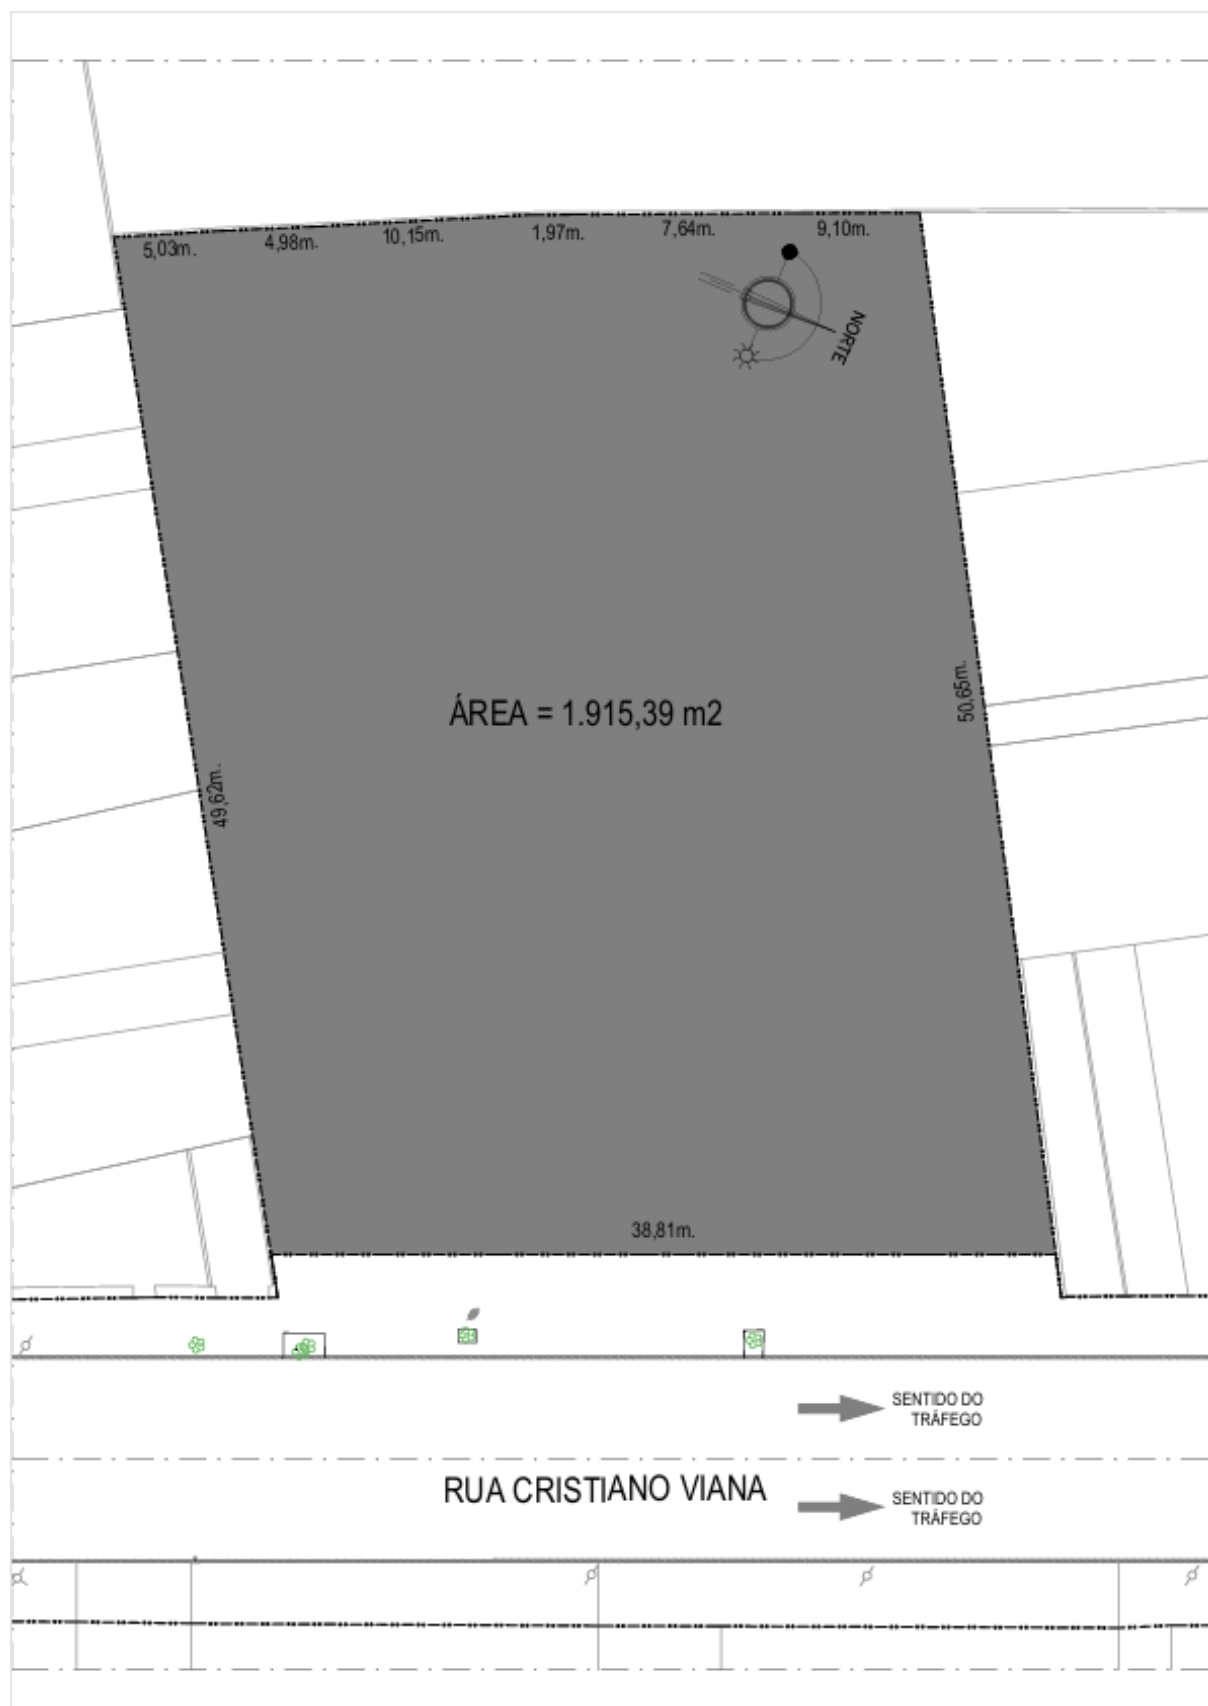 5,03m.
4,98m.
10,15m.
1,97m.
7,64m.
9,10m.
NORTE
50,65m.
ÁREA = 1.915,39 m2
49,62m.
38,81m.
SENTIDO DO
TRÁFEGO
RUA CRISTIANO VIANA
SENTIDO DO
TRÁFEGO